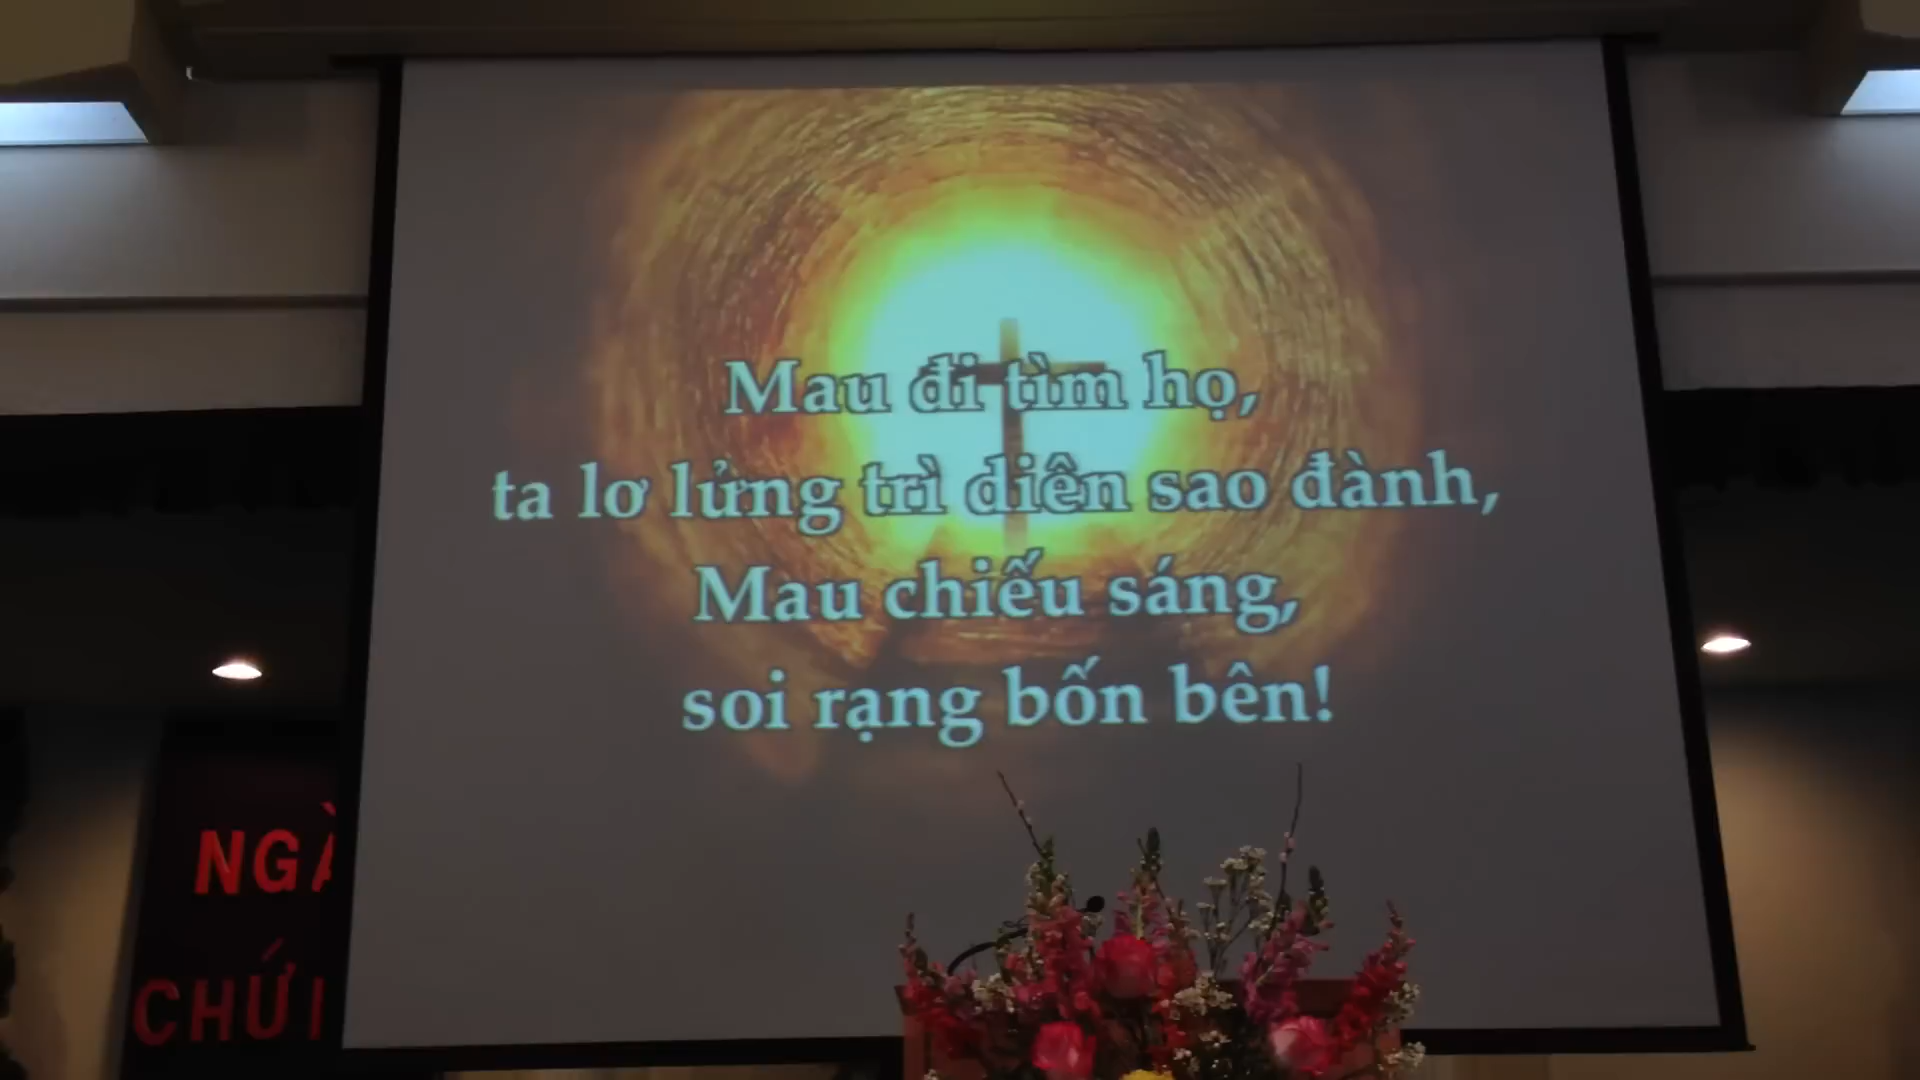 Mau đi tìm họ,
ta lơ lửng trì diên sao đành,
Mau chiếu sáng,
soi rạng bốn bên!
NGÀ
CHỨ